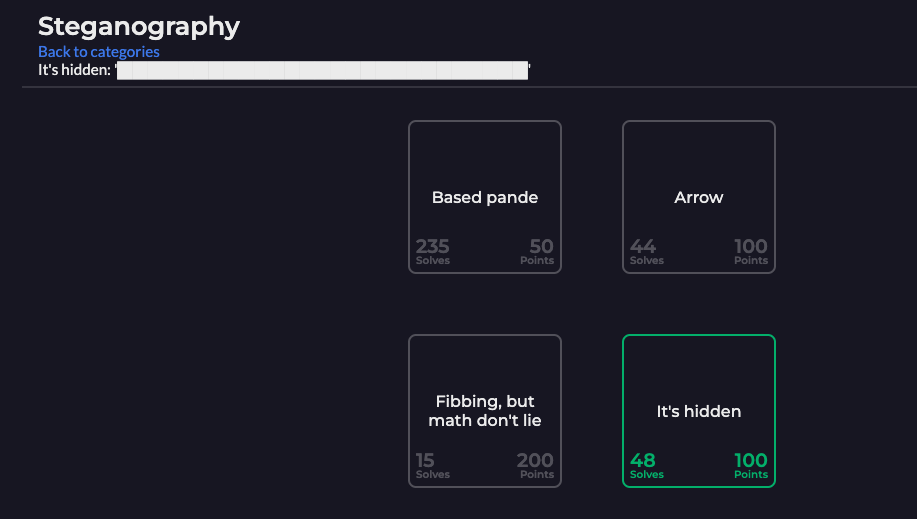 Steganography
Back to categories
It's hidden: '███████████████████████████'
Based pande
235 50
Solves Points
Arrow
44 100
Solves Points
Fibbing, but
math don't lie
15 200
Solves Points
It's hidden
48 100
Solves Points